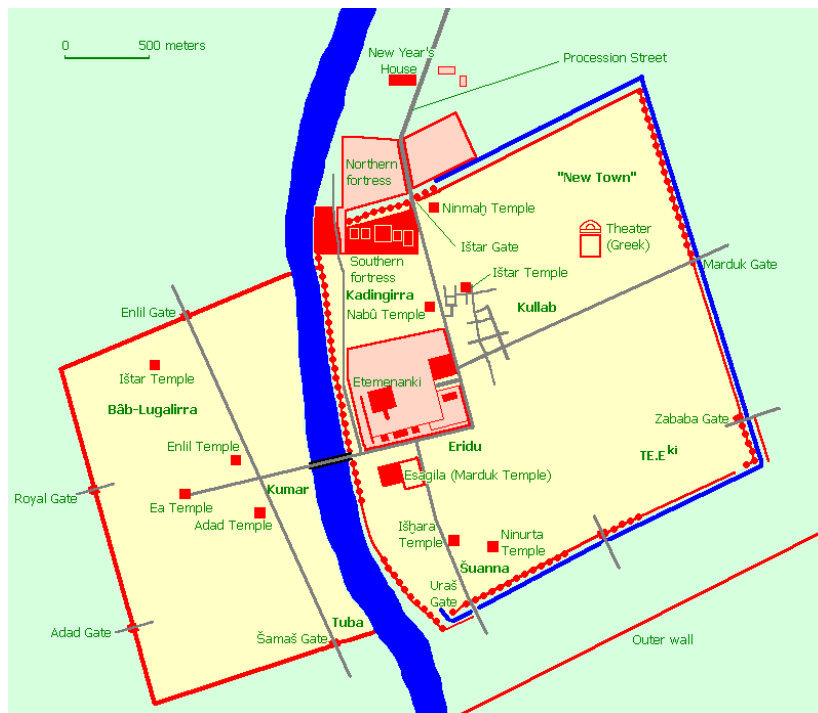 0 500 meters
New Year's
House
Procession Street
Northern
fortress
"New Town"
Ninmaḫ Temple
Theater
(Greek)
Ištar Gate
Southern
fortress
Ištar Temple
Marduk Gate
Kadingirra
Nabû Temple
Kullab
Enlil Gate
Ištar Temple
Etemenanki
Bâb-Lugalirra
Zababa Gate
Eridu
TE.E ki
Enlil Temple
Esagila (Marduk Temple)
Kumar
Royal Gate
Ea Temple
Adad Temple
Išḫara
Temple
Ninurta
Temple
Šuanna
Uraš
Gate
Tuba
Adad Gate
Šamaš Gate
Outer wall